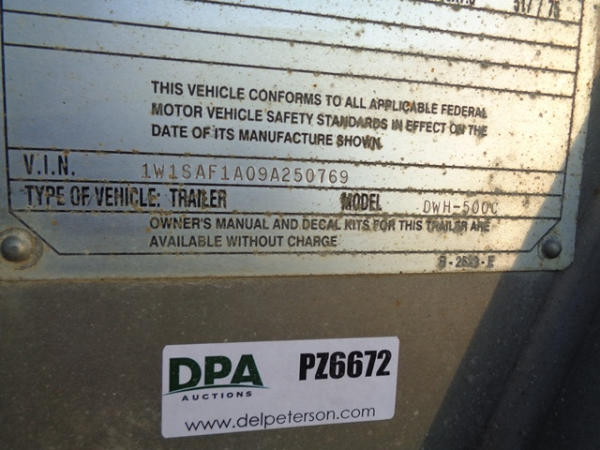 THIS VEHICLE CONFORMS TO ALL APPLICABLE FEDERAL
MOTOR VEHICLE SAFETY STANDARDS IN EFFECT ON THE
DATE OF ITS MANUFACTURE SHOWN.
V.I.N. 1W1SAF1A09A250769
TYPE OF VEHICLE: TRAILER MODEL DWH-500C
OWNER'S MANUAL AND DECAL KITS FOR THIS TRAILER ARE
AVAILABLE WITHOUT CHARGE
DPA PZ6672
AUCTIONS
www.delpeterson.com